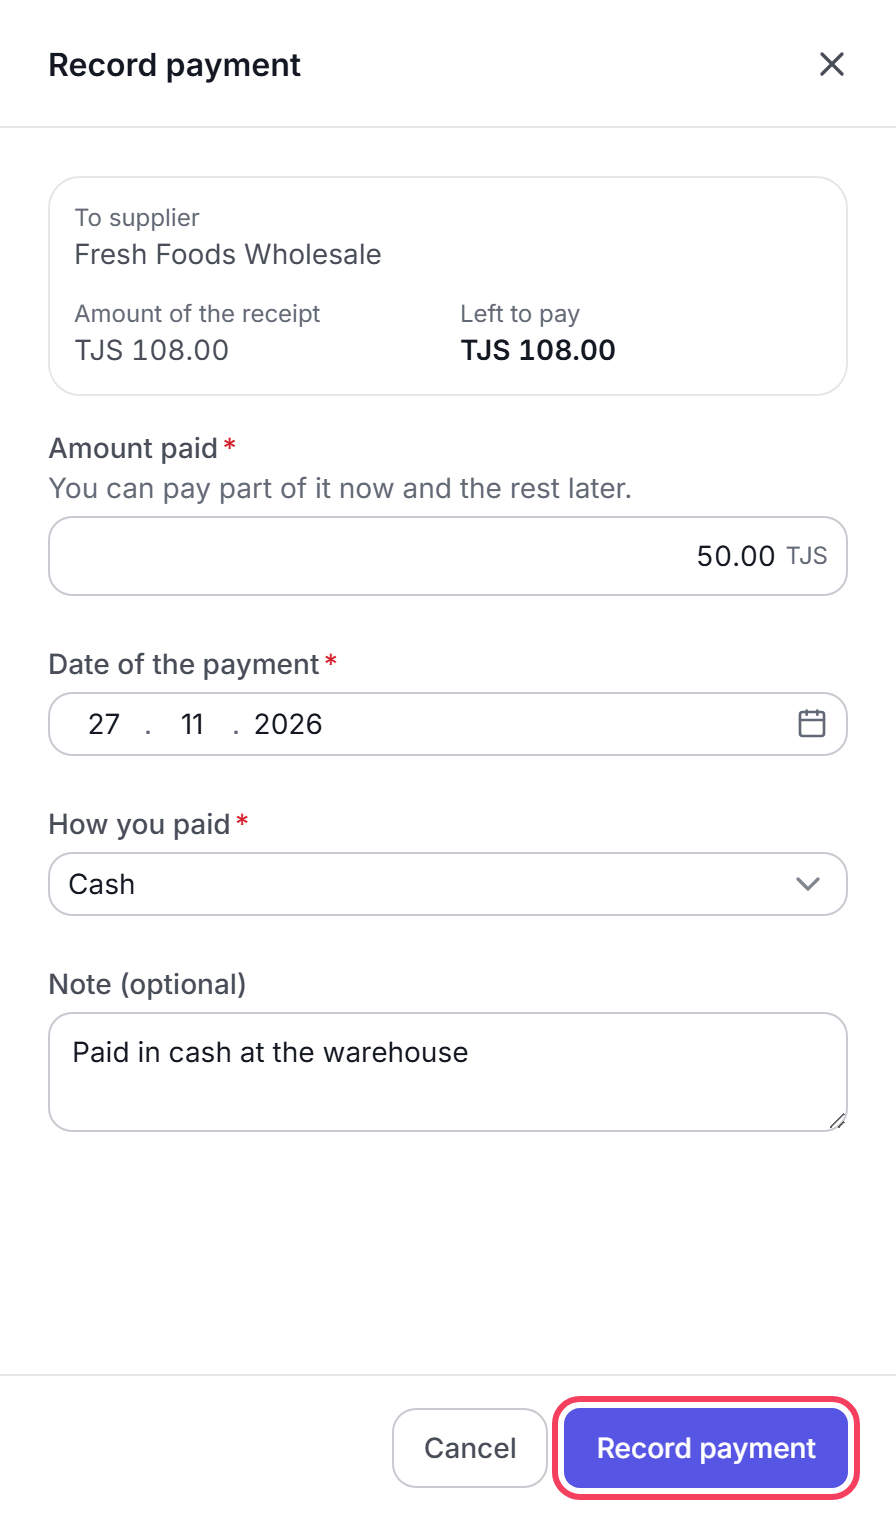 Record payment
To supplier
Fresh Foods Wholesale
Amount of the receipt
TJS 108.00
Left to pay
TJS 108.00
Amount paid *
You can pay part of it now and the rest later.
50.00 TJS
Date of the payment *
27 . 11 . 2026
How you paid *
Cash
Note (optional)
Paid in cash at the warehouse
Cancel
Record payment